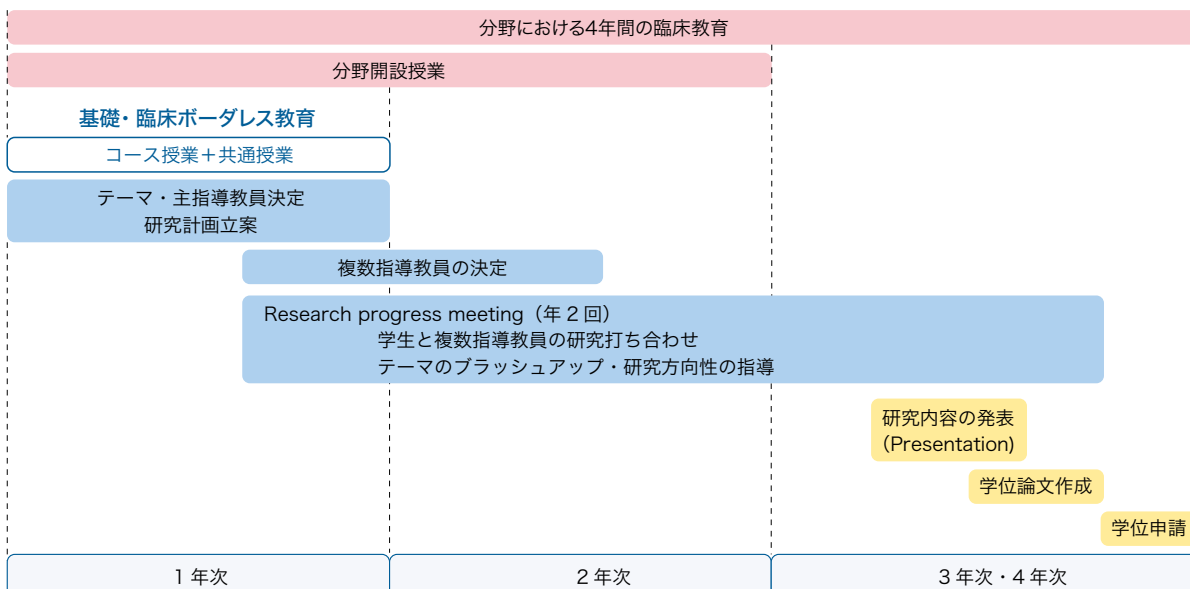 分野における4年間の臨床教育
分野開設授業
基礎・臨床ボーダレス教育
コース授業＋共通授業
テーマ・主指導教員決定
研究計画立案
複数指導教員の決定
Research progress meeting（年 2 回）
学生と複数指導教員の研究打ち合わせ
テーマのブラッシュアップ・研究方向性の指導
研究内容の発表
(Presentation)
学位論文作成
学位申請
1 年次
2 年次
3 年次・4 年次